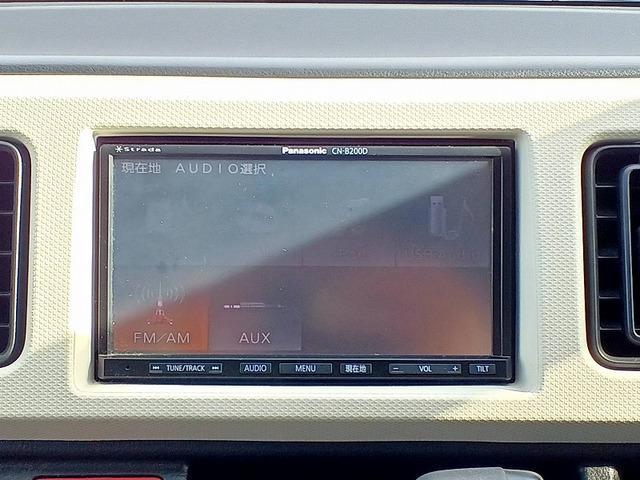 Strada Panasonic CN-B200D
現在地 AUDIO選択
FM/AM AUX
TUNE/TRACK AUDIO MENU 現在地 − VOL + TILT